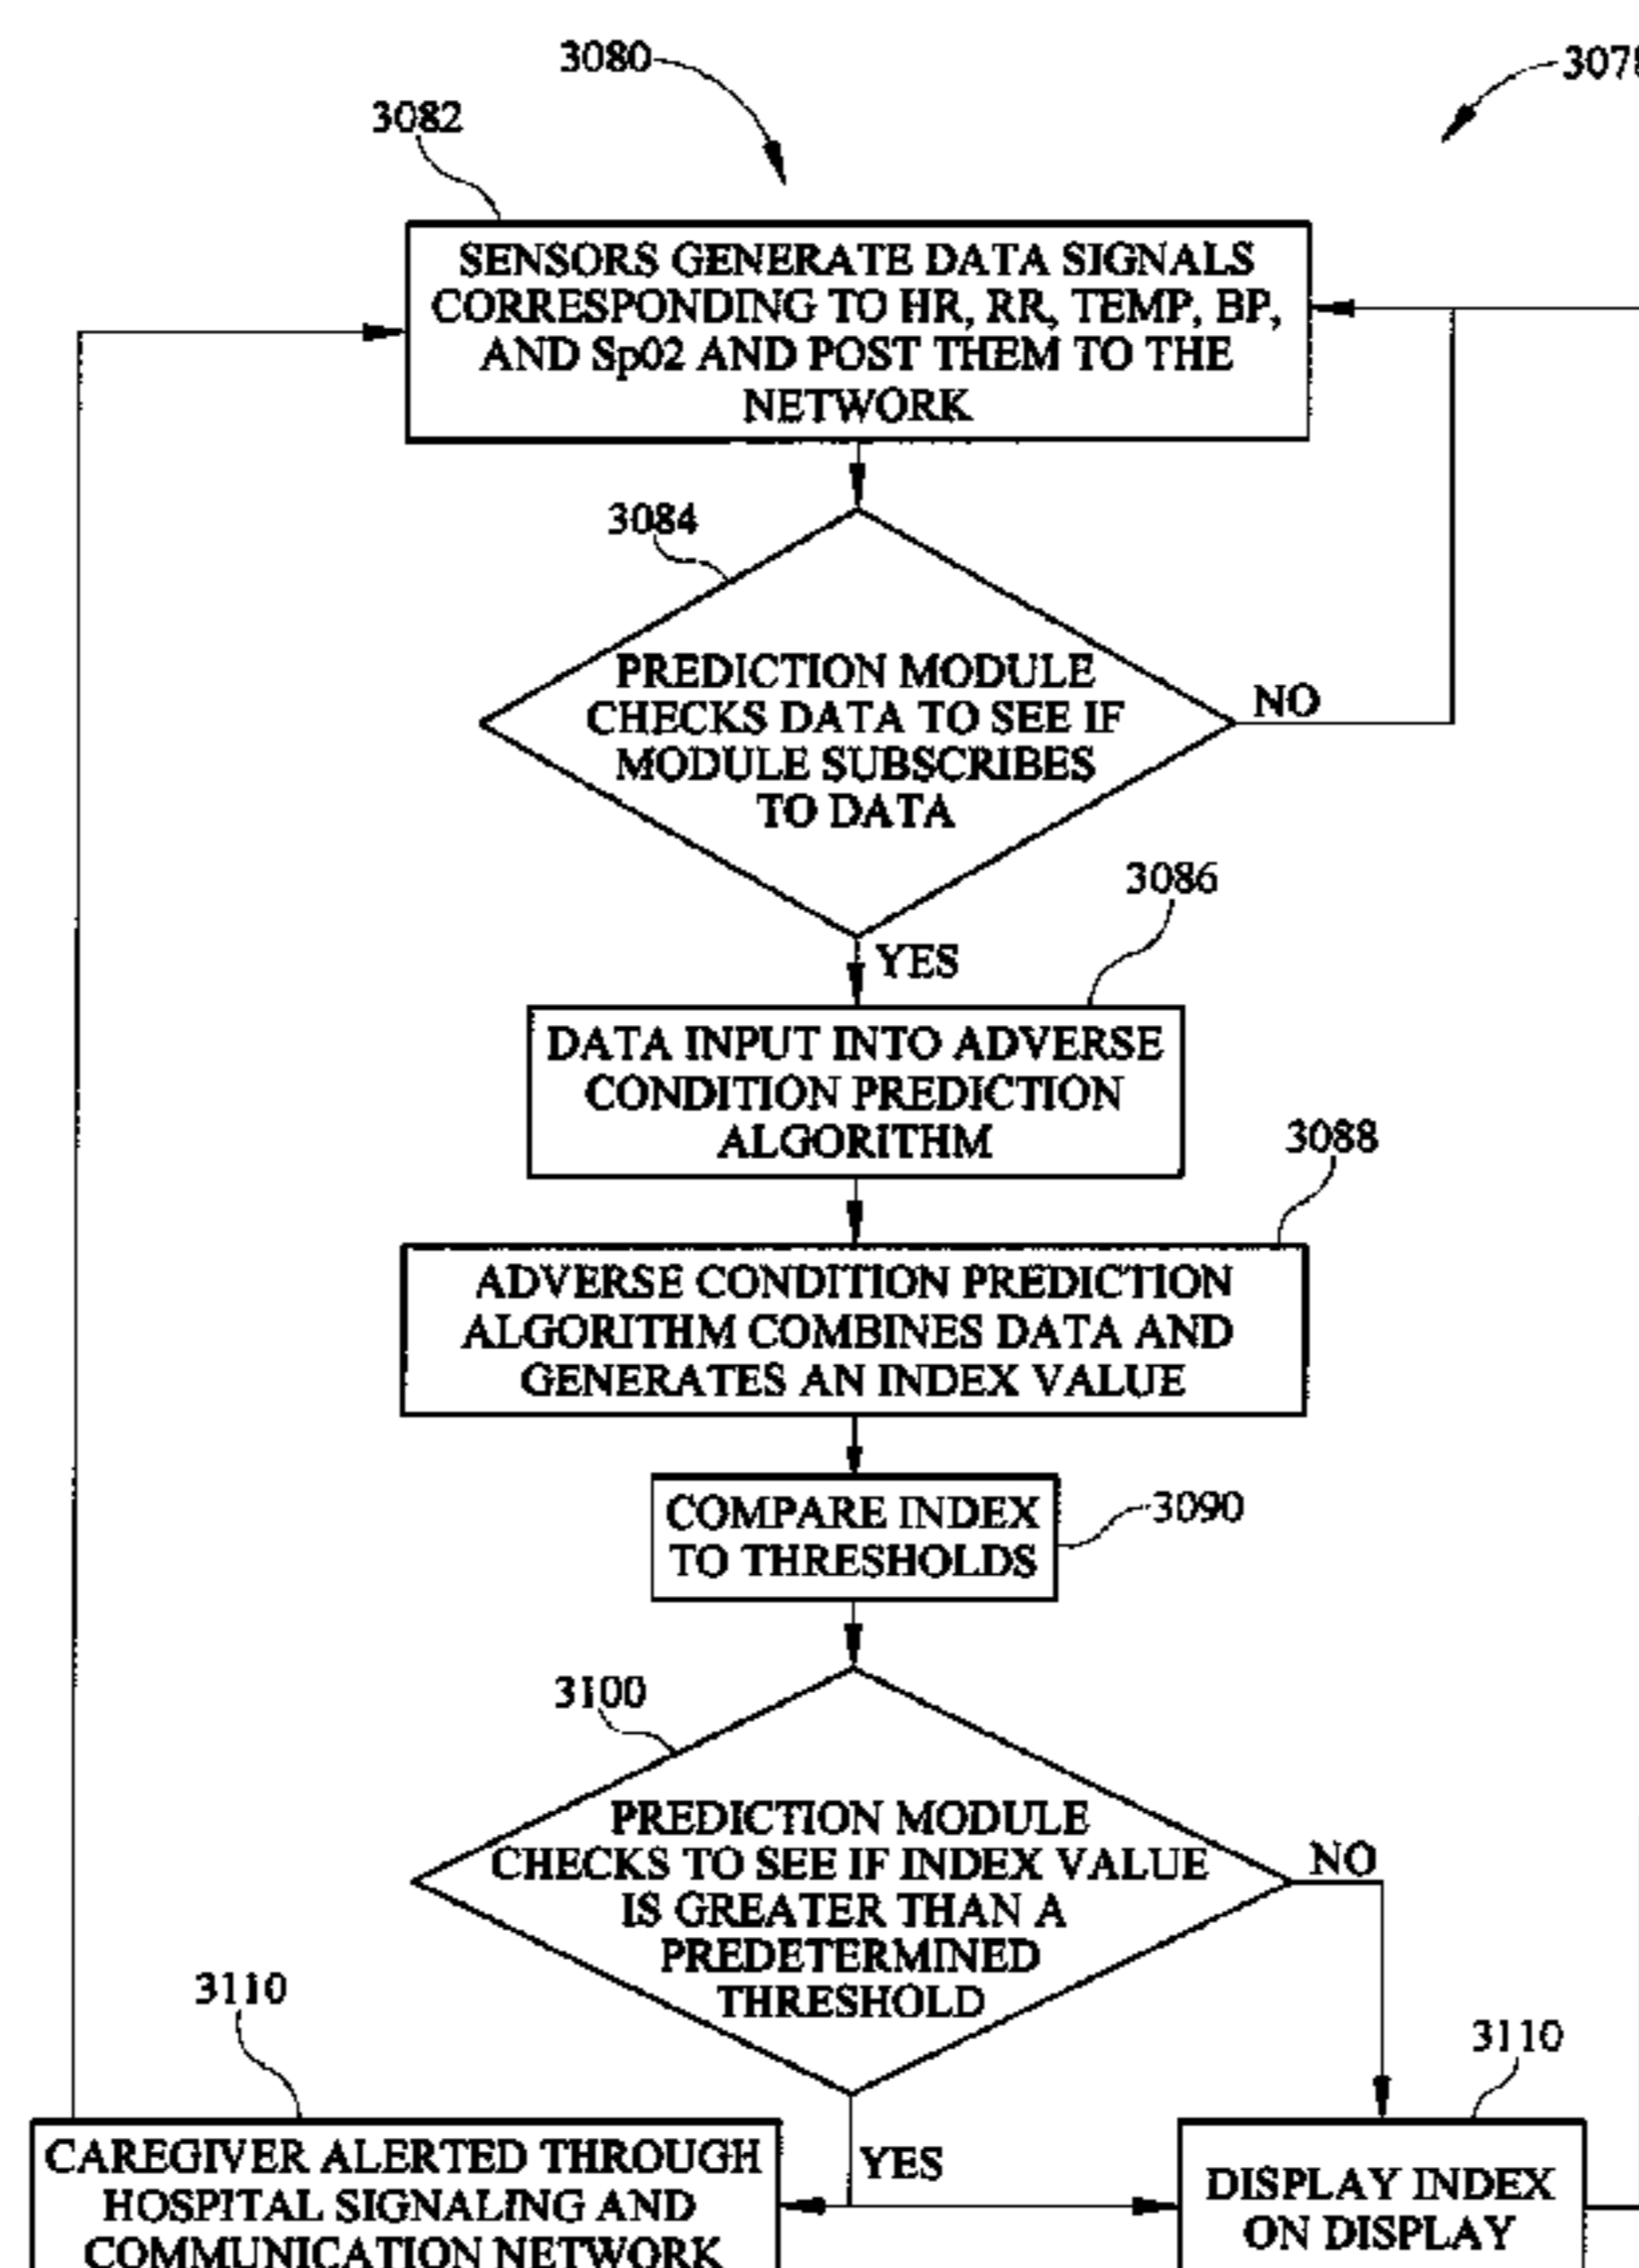 3080
3082
SENSORS GENERATE DATA SIGNALS
CORRESPONDING TO HR, RR, TEMP, BP,
AND Sp02 AND POST THEM TO THE
NETWORK
3084
PREDICTION MODULE
CHECKS DATA TO SEE IF
MODULE SUBSCRIBES
TO DATA
NO
YES
3086
DATA INPUT INTO ADVERSE
CONDITION PREDICTION
ALGORITHM
3088
ADVERSE CONDITION PREDICTION
ALGORITHM COMBINES DATA AND
GENERATES AN INDEX VALUE
COMPARE INDEX
TO THRESHOLDS
3090
3100
PREDICTION MODULE
CHECKS TO SEE IF INDEX VALUE
IS GREATER THAN A
PREDETERMINED
THRESHOLD
NO
YES
3110
CAREGIVER ALERTED THROUGH
HOSPITAL SIGNALING AND
COMMUNICATION NETWORK
3110
DISPLAY INDEX
ON DISPLAY